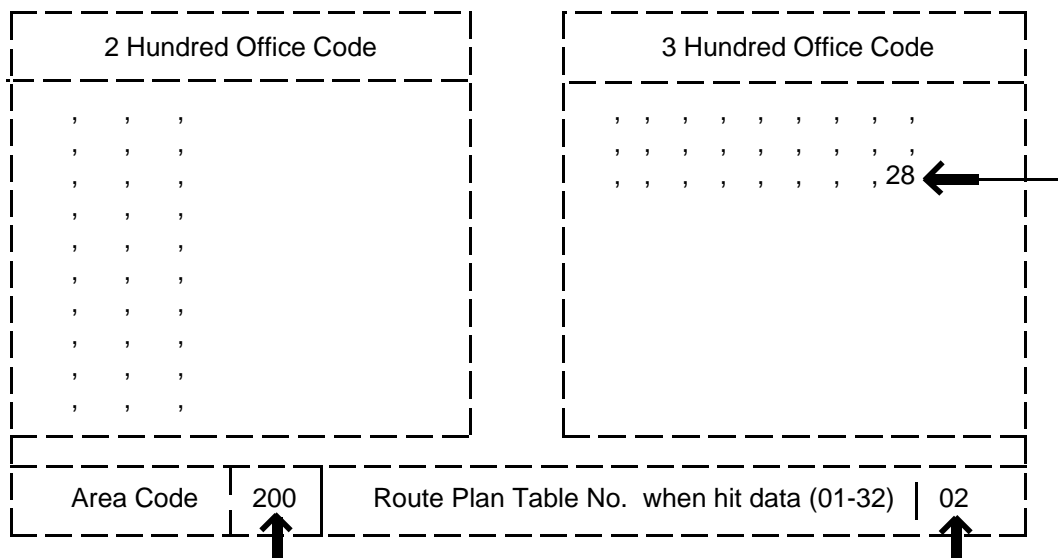 2 Hundred Office Code
, , ,
, , ,
, , ,
, , ,
, , ,
, , ,
, , ,
, , ,
, , ,
, , ,
3 Hundred Office Code
, , , , , , , , ,
, , , , , , , , ,
, , , , , , , , 28
Area Code 200 Route Plan Table No. when hit data (01-32) 02